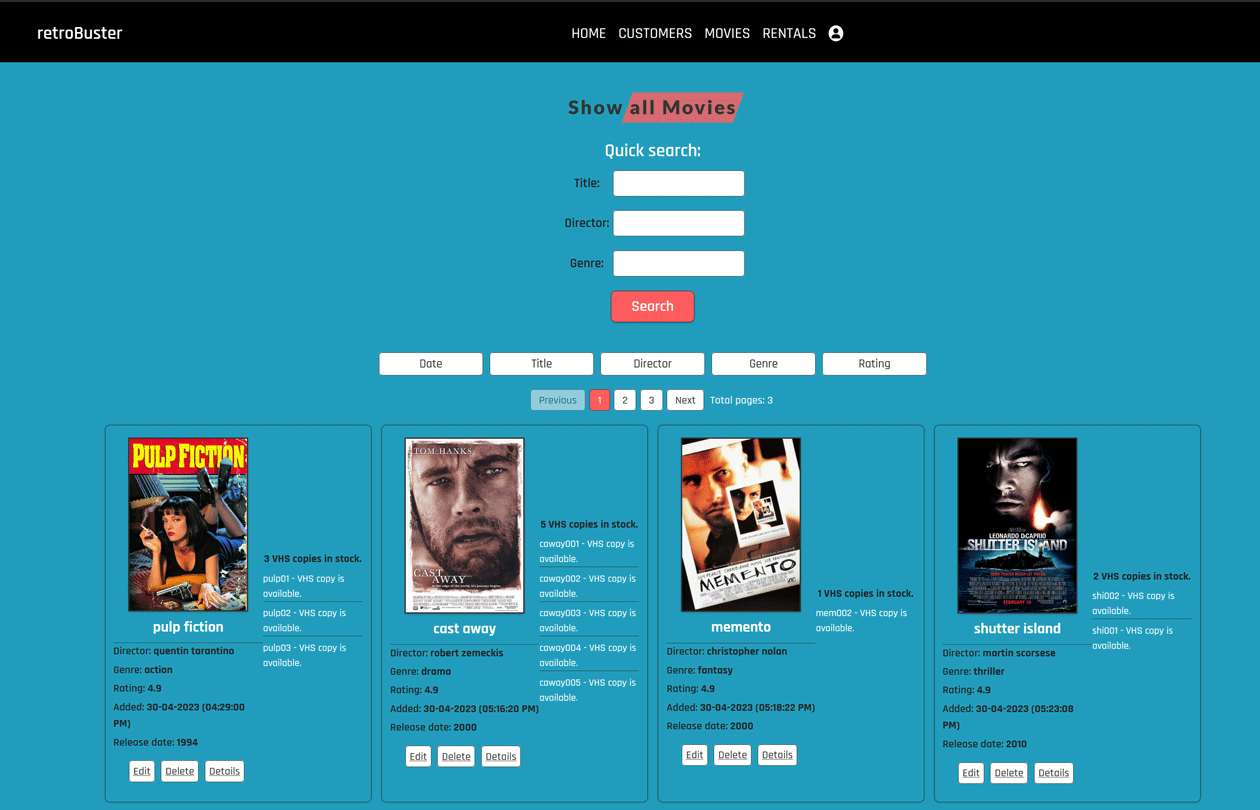 retroBuster
HOME CUSTOMERS MOVIES RENTALS
Show all Movies
Quick search:
Title:
Director:
Genre:
Search
Date Title Director Genre Rating
Previous 1 2 3 Next Total pages: 3
PULP FICTION
pulp fiction
Director: quentin tarantino
Genre: action
Rating: 4.9
Added: 30-04-2023 (04:29:00
PM)
Release date: 1994
Edit Delete Details
3 VHS copies in stock.
pulp01 - VHS copy is
available.
pulp02 - VHS copy is
available.
pulp03 - VHS copy is
available.
TOM HANKS
CAST
AWAY
cast away
Director: robert zemeckis
Genre: drama
Rating: 4.9
Added: 30-04-2023 (05:16:20 PM)
Release date: 2000
Edit Delete Details
5 VHS copies in stock.
caway001 - VHS copy is
available.
caway002 - VHS copy is
available.
caway003 - VHS copy is
available.
caway004 - VHS copy is
available.
caway005 - VHS copy is
available.
MEMENTO
memento
Director: christopher nolan
Genre: fantasy
Rating: 4.9
Added: 30-04-2023 (05:18:22 PM)
Release date: 2000
Edit Delete Details
1 VHS copies in stock.
mem002 - VHS copy is
available.
LEONARDO DICAPRIO
SHUTTER ISLAND
shutter island
Director: martin scorsese
Genre: thriller
Rating: 4.9
Added: 30-04-2023 (05:23:08
PM)
Release date: 2010
Edit Delete Details
2 VHS copies in stock.
shi002 - VHS copy is
available.
shi001 - VHS copy is
available.